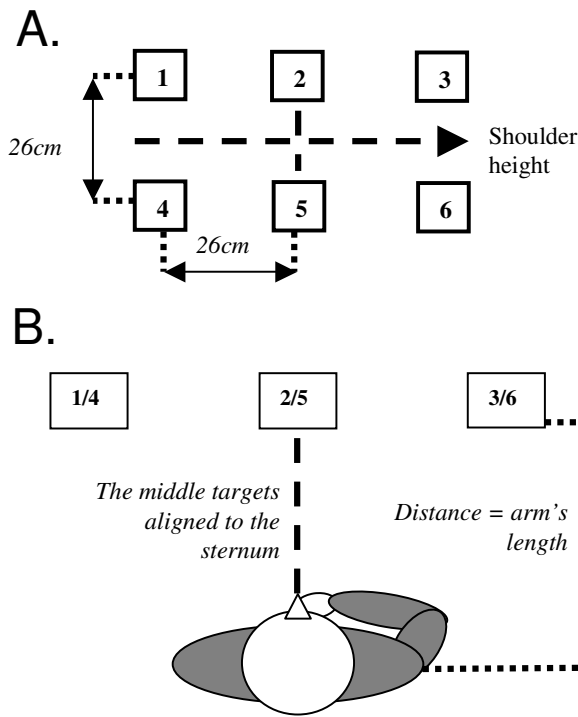 A.
1 2 3
26cm
Shoulder
height
4 5 6
26cm
B.
1/4 2/5 3/6
The middle targets
aligned to the
sternum
Distance = arm's
length